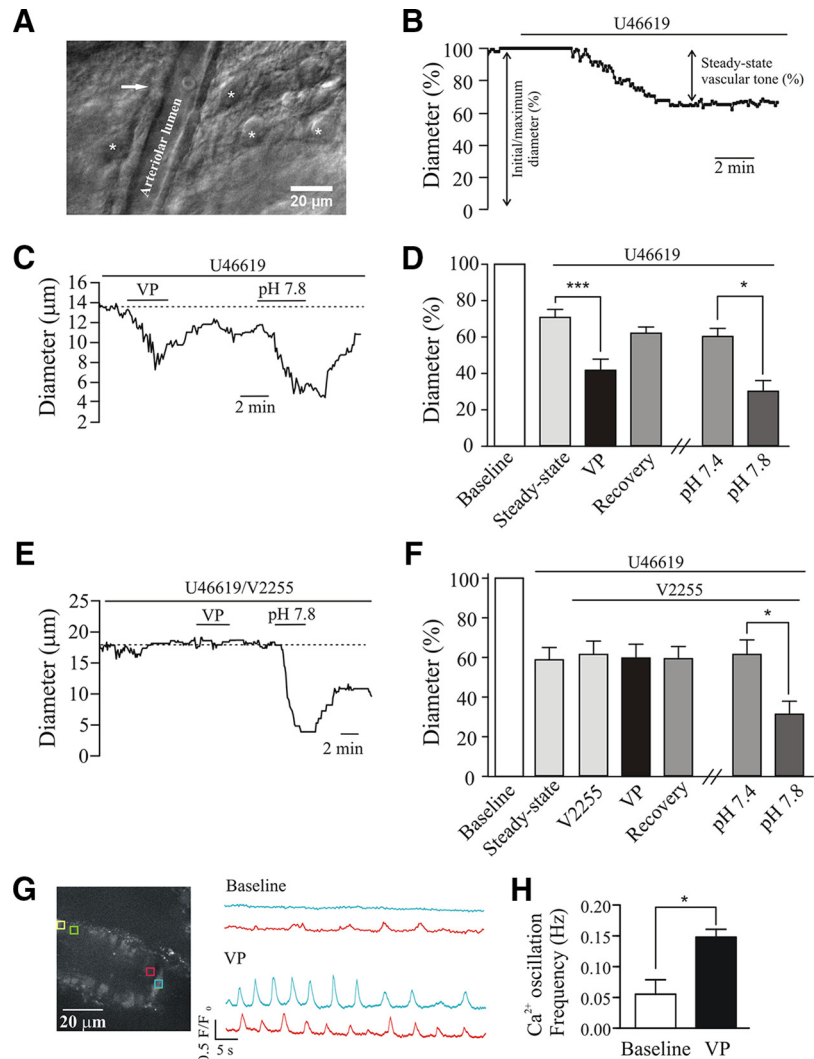 A
Arteriolar lumen
*
*
*
*
20 µm
B
U46619
Diameter (%)
100
80
60
40
20
0
Initial/maximum
diameter (%)
Steady-state
vascular tone (%)
2 min
C
U46619
VP
pH 7.8
Diameter (µm)
16
14
12
10
8
6
4
2
2 min
D
U46619
***
*
Diameter (%)
100
80
60
40
20
0
Baseline
Steady-state
VP
Recovery
pH 7.4
pH 7.8
E
U46619/V2255
VP
pH 7.8
Diameter (µm)
25
20
15
10
5
0
2 min
F
U46619
V2255
*
Diameter (%)
100
80
60
40
20
0
Baseline
Steady-state
V2255
VP
Recovery
pH 7.4
pH 7.8
G
20 µm
Baseline
VP
0.5 F/F₀
5 s
H
*
Ca²⁺ oscillation
Frequency (Hz)
0.20
0.15
0.10
0.05
0.00
Baseline
VP